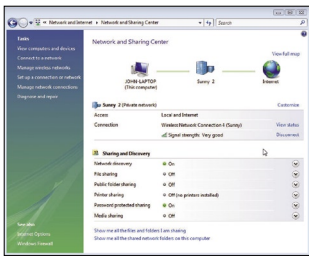 Network and Internet ▸ Network and Sharing Center
Search
Tasks
View computers and devices
Connect to a network
Manage wireless networks
Set up a connection or network
Manage network connections
Diagnose and repair
See also
Internet Options
Windows Firewall
Network and Sharing Center
View full map
JOHN-LAPTOP
(This computer)
Sunny 2
Internet
Sunny 2 (Private network)
Customize
Access
Local and Internet
Connection
Wireless Network Connection 4 (Sunny)
View status
Signal strength: Very good
Disconnect
Sharing and Discovery
Network discovery
On
File sharing
Off
Public folder sharing
Off
Printer sharing
Off (no printers installed)
Password protected sharing
On
Media sharing
Off
Show me all the files and folders I am sharing
Show me all the shared network folders on this computer